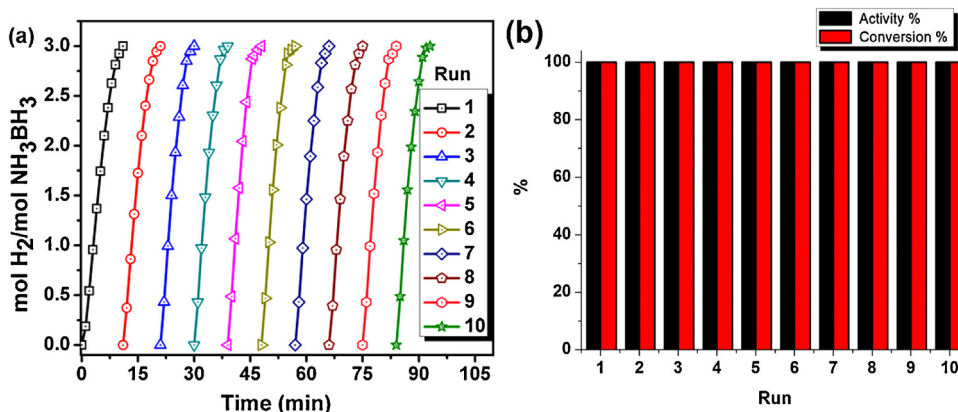 (a)
3.0
2.5
2.0
1.5
1.0
0.5
0.0
mol H2/mol NH3BH3
0 15 30 45 60 75 90 105
Time (min)
Run
1
2
3
4
5
6
7
8
9
10
(b)
Activity %
Conversion %
100
80
60
40
20
0
%
1 2 3 4 5 6 7 8 9 10
Run